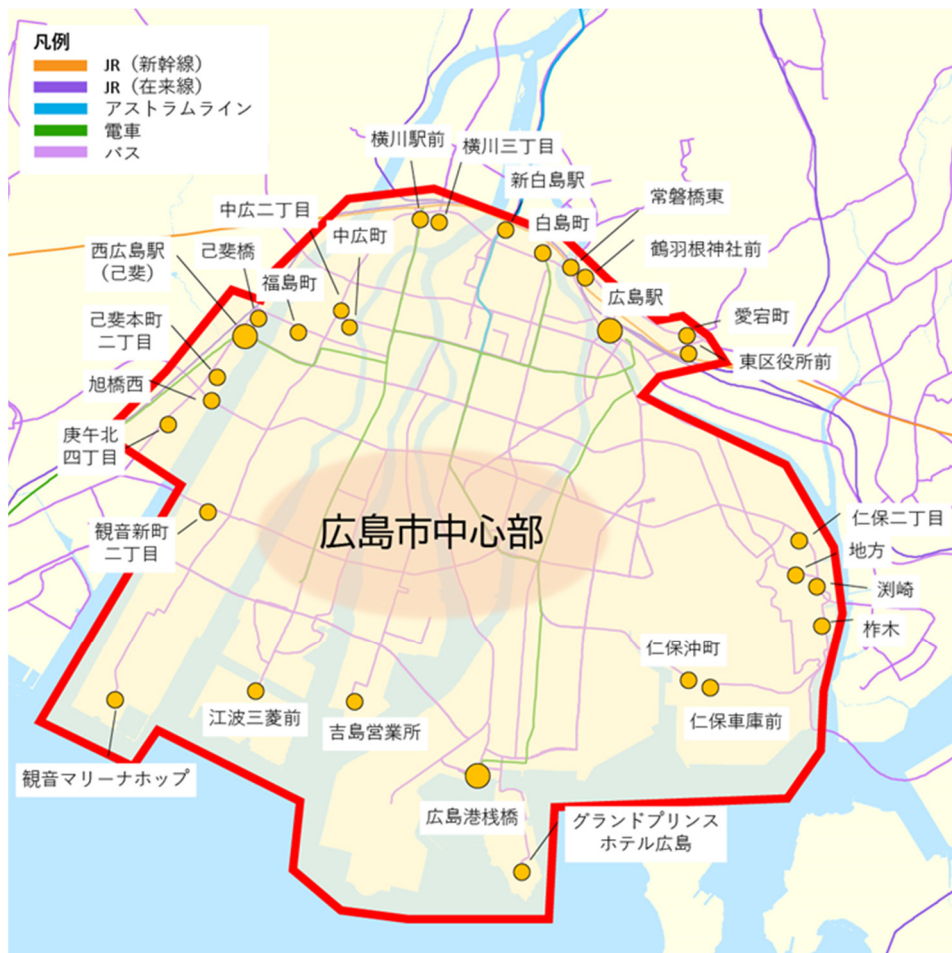 凡例
JR（新幹線）
JR（在来線）
アストラムライン
電車
バス
横川駅前
横川三丁目
新白島駅
白島町
常磐橋東
鶴羽根神社前
中広二丁目
中広町
西広島駅
（己斐）
己斐橋
福島町
広島駅
愛宕町
東区役所前
己斐本町
二丁目
旭橋西
庚午北
四丁目
広島市中心部
観音新町
二丁目
仁保二丁目
地方
渕崎
柞木
仁保沖町
仁保車庫前
江波三菱前
吉島営業所
観音マリーナホップ
広島港桟橋
グランドプリンス
ホテル広島